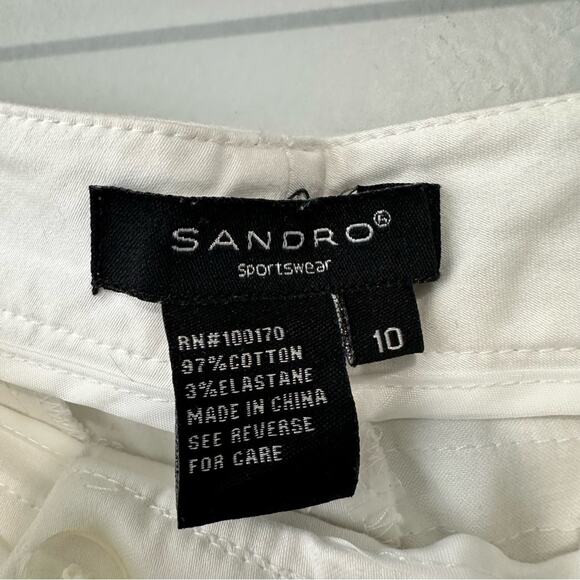 SANDRO®
sportswear
10
RN#100170
97%COTTON
3%ELASTANE
MADE IN CHINA
SEE REVERSE
FOR CARE